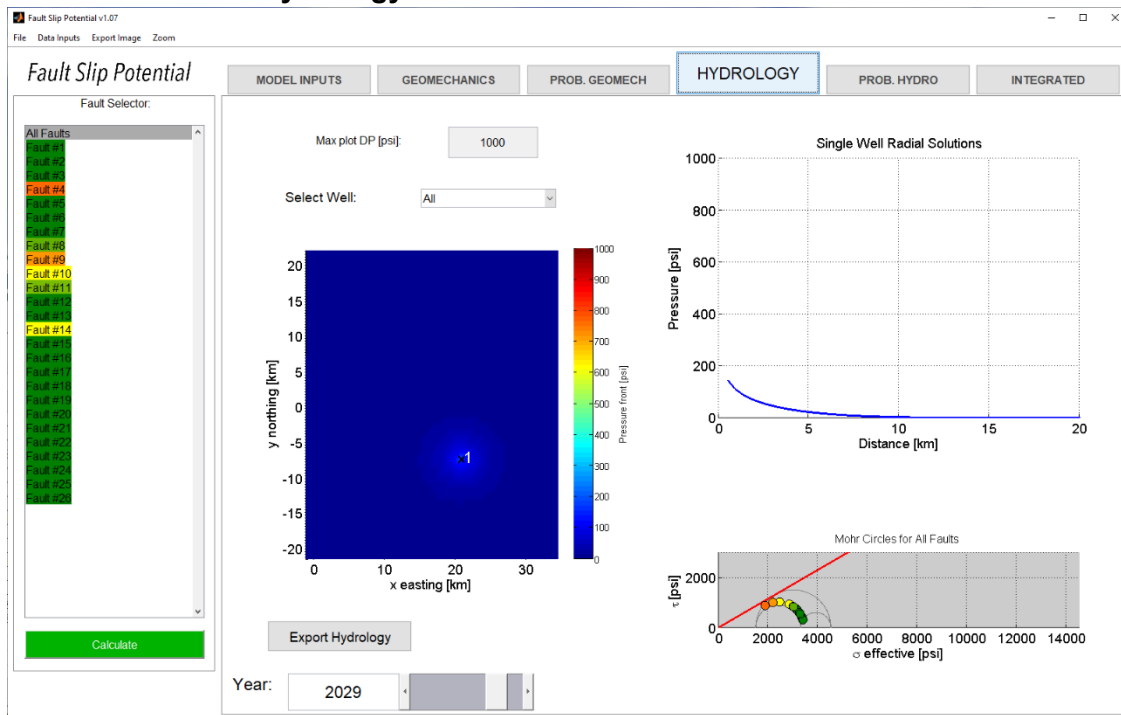 Fault Slip Potential v1.07
File Data Inputs Export Image Zoom
Fault Slip Potential
MODEL INPUTS
GEOMECHANICS
PROB. GEOMECH
HYDROLOGY
PROB. HYDRO
INTEGRATED
Fault Selector:
All Faults
Fault #1
Fault #2
Fault #3
Fault #4
Fault #5
Fault #6
Fault #7
Fault #8
Fault #9
Fault #10
Fault #11
Fault #12
Fault #13
Fault #14
Fault #15
Fault #16
Fault #17
Fault #18
Fault #19
Fault #20
Fault #21
Fault #22
Fault #23
Fault #24
Fault #25
Fault #26
Calculate
Max plot DP [psi]: 1000
Select Well: All
20
15
10
5
0
-5
-10
-15
-20
y northing [km]
1
0 10 20 30
x easting [km]
1000
900
800
700
600
500
400
300
200
100
0
Pressure front [psi]
Export Hydrology
Year: 2029
Single Well Radial Solutions
1000
800
600
400
200
0
Pressure [psi]
0 5 10 15 20
Distance [km]
Mohr Circles for All Faults
2000
0
τ [psi]
0 2000 4000 6000 8000 10000 12000 14000
σ effective [psi]